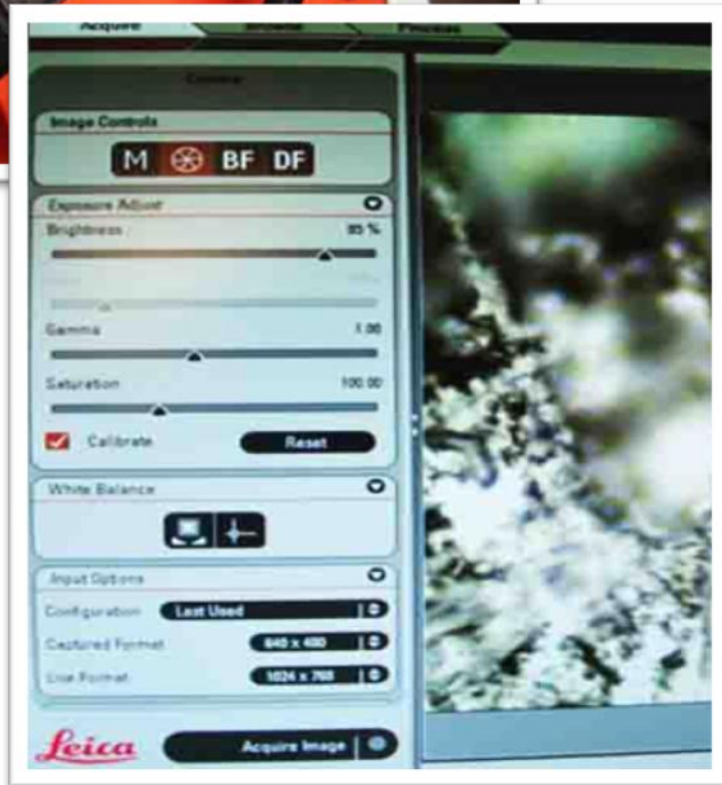 Acquire Browse Process
Camera
Image Controls
M BF DF
Exposure Adjust
Brightness 85 %
Gamma 1.00
Saturation 100.00
Calibrate Reset
White Balance
Input Options
Configuration Last Used
Captured Format 640 x 480
Live Format 1024 x 768
Leica Acquire Image